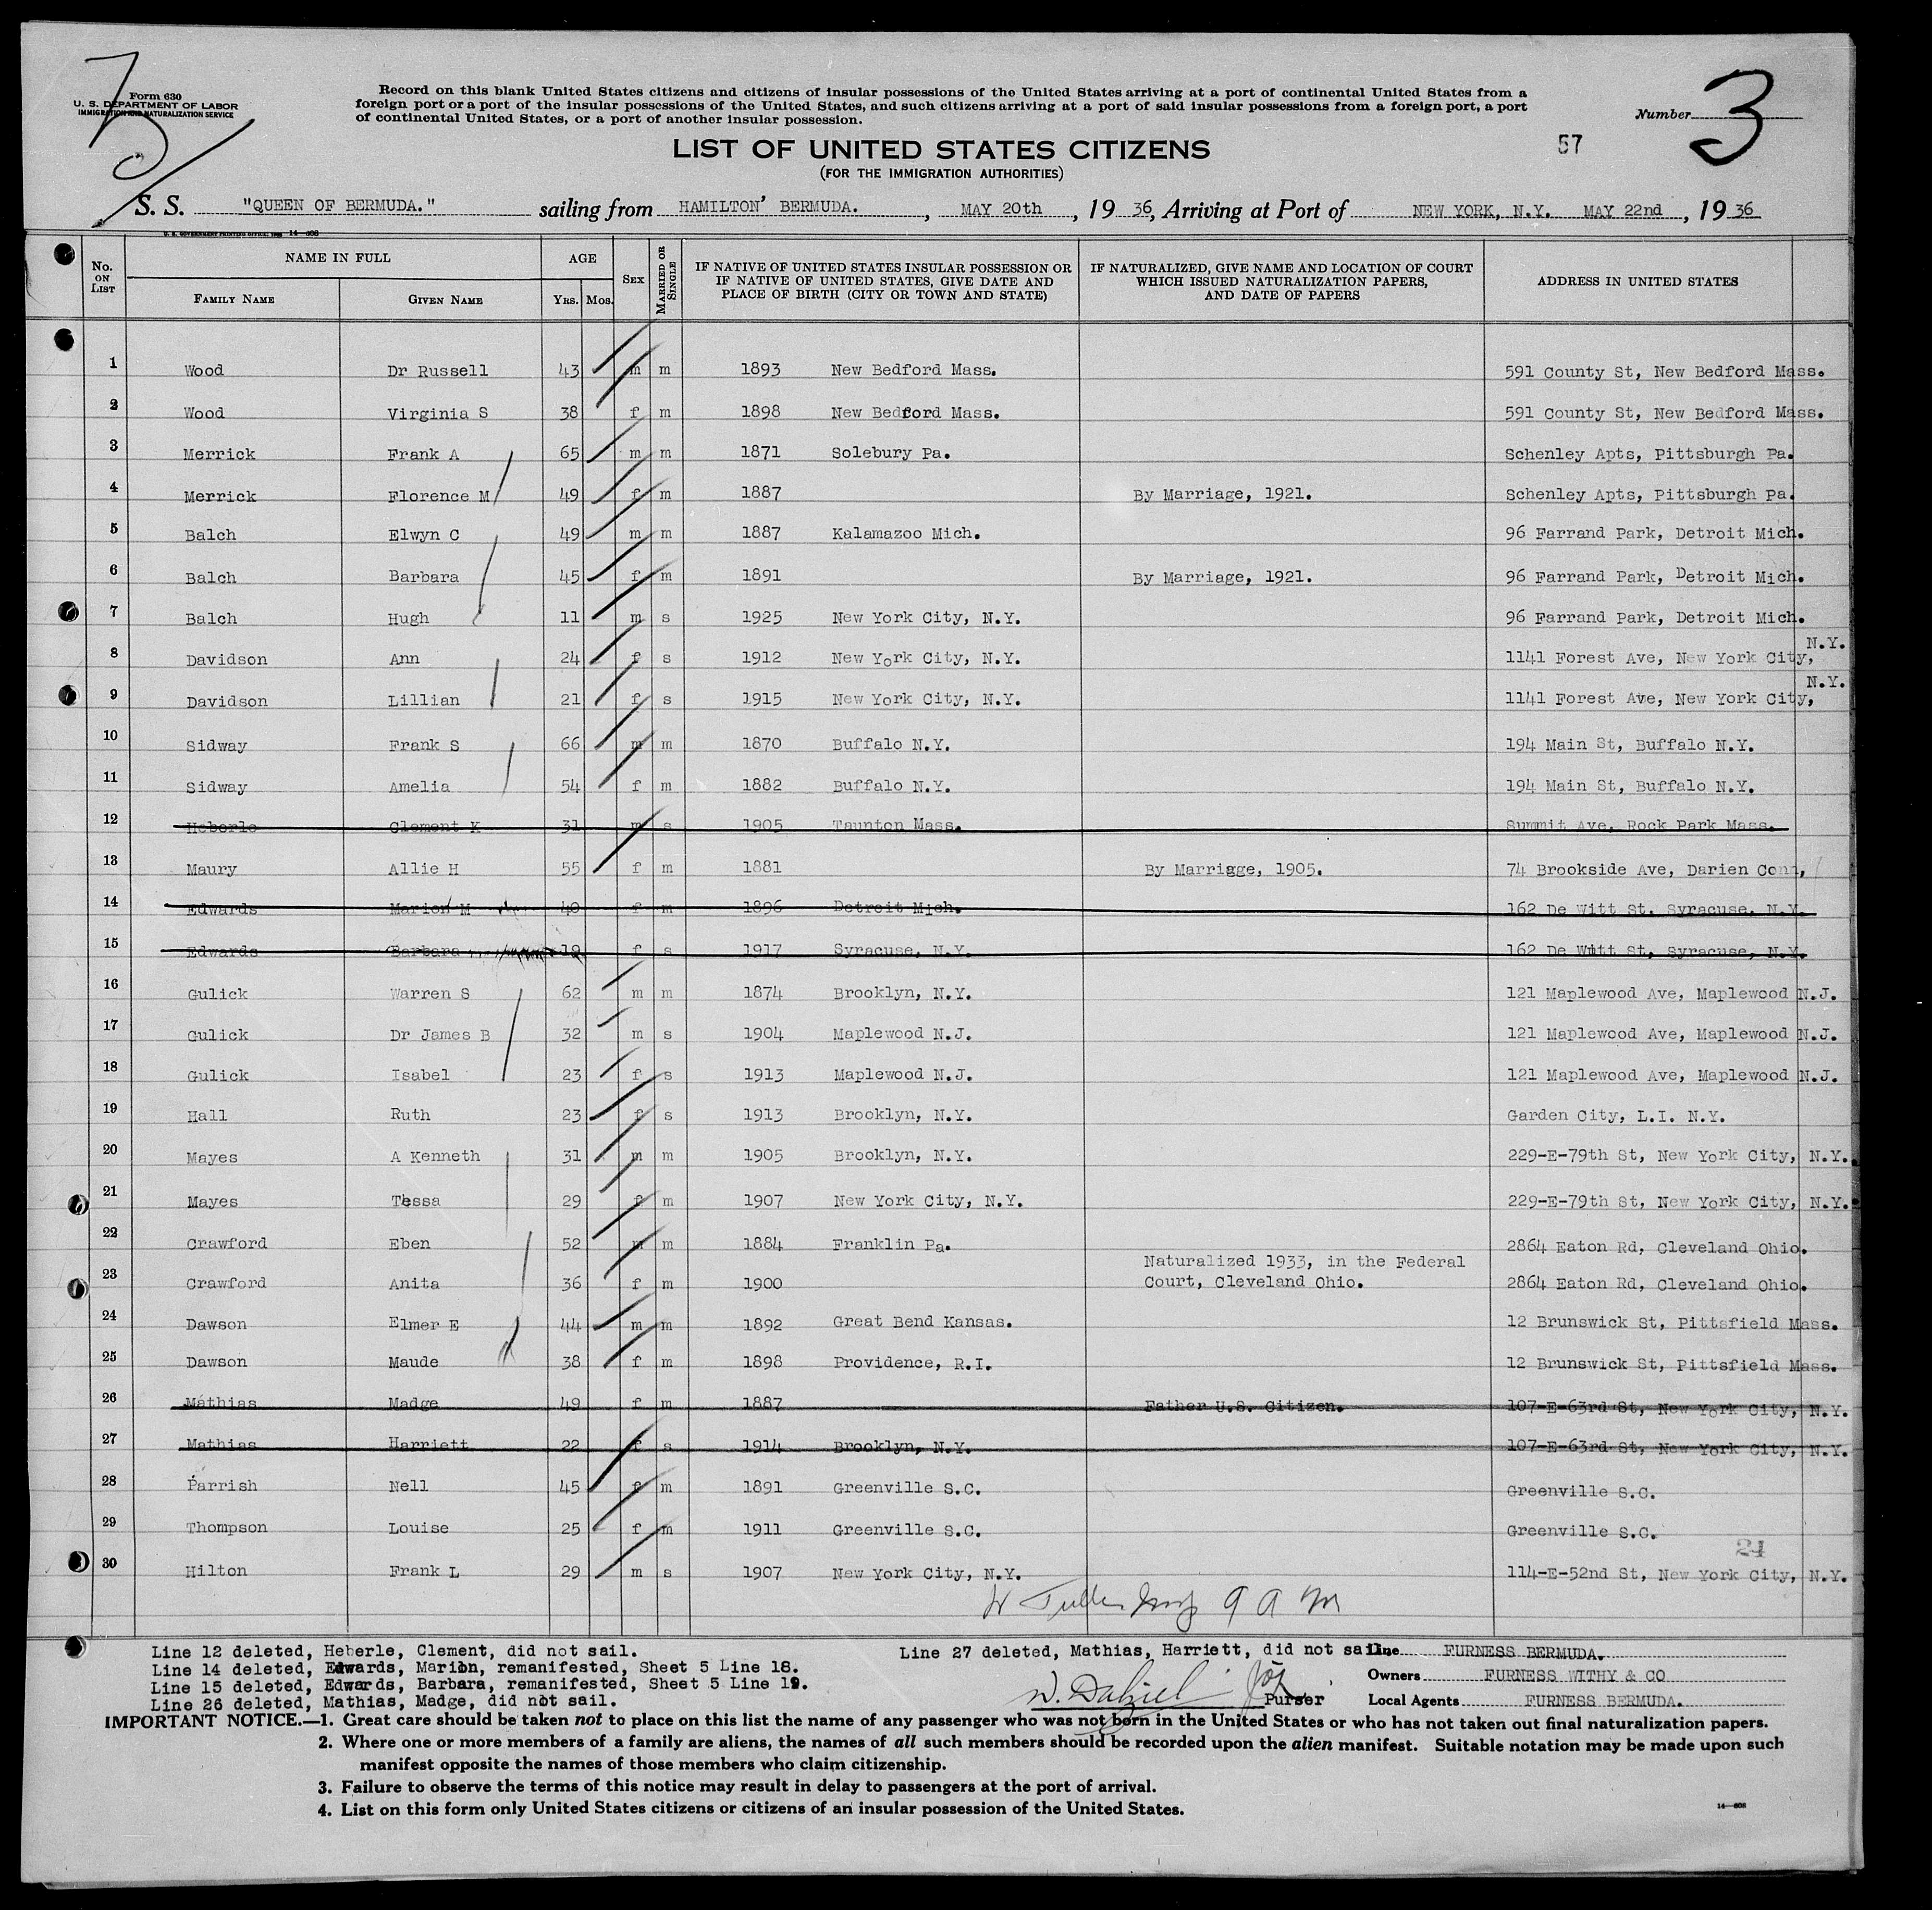 Form 630
U. S. DEPARTMENT OF LABOR
IMMIGRATION AND NATURALIZATION SERVICE
Record on this blank United States citizens and citizens of insular possessions of the United States arriving at a port of continental United States from a
foreign port or a port of the insular possessions of the United States, and such citizens arriving at a port of said insular possessions from a foreign port, a port
of continental United States, or a port of another insular possession.
Number 3
57
LIST OF UNITED STATES CITIZENS
(FOR THE IMMIGRATION AUTHORITIES)
S. S. "QUEEN OF BERMUDA." sailing from HAMILTON' BERMUDA. , MAY 20th , 19 36, Arriving at Port of NEW YORK, N.Y. MAY 22nd , 19 36
No. ON LIST NAME IN FULL FAMILY NAME GIVEN NAME AGE YRS. MOS. SEX MARRIED OR SINGLE IF NATIVE OF UNITED STATES INSULAR POSSESSION OR IF NATIVE OF UNITED STATES, GIVE DATE AND PLACE OF BIRTH (CITY OR TOWN AND STATE) IF NATURALIZED, GIVE NAME AND LOCATION OF COURT WHICH ISSUED NATURALIZATION PAPERS, AND DATE OF PAPERS ADDRESS IN UNITED STATES
1 Wood Dr Russell 43 m m 1893 New Bedford Mass. 591 County St, New Bedford Mass.
2 Wood Virginia S 38 f m 1898 New Bedford Mass. 591 County St, New Bedford Mass.
3 Merrick Frank A 65 m m 1871 Solebury Pa. Schenley Apts, Pittsburgh Pa.
4 Merrick Florence M 49 f m 1887 By Marriage, 1921. Schenley Apts, Pittsburgh Pa.
5 Balch Elwyn C 49 m m 1887 Kalamazoo Mich. 96 Farrand Park, Detroit Mich.
6 Balch Barbara 45 f m 1891 By Marriage, 1921. 96 Farrand Park, Detroit Mich.
7 Balch Hugh 11 m s 1925 New York City, N.Y. 96 Farrand Park, Detroit Mich.
8 Davidson Ann 24 f s 1912 New York City, N.Y. 1141 Forest Ave, New York City, N.Y.
9 Davidson Lillian 21 f s 1915 New York City, N.Y. 1141 Forest Ave, New York City, N.Y.
10 Sidway Frank S 66 m m 1870 Buffalo N.Y. 194 Main St, Buffalo N.Y.
11 Sidway Amelia 54 f m 1882 Buffalo N.Y. 194 Main St, Buffalo N.Y.
12 Heberle Clement K 31 m s 1905 Taunton Mass. Summit Ave, Rock Park Mass.
13 Maury Allie H 55 f m 1881 By Marriage, 1905. 74 Brookside Ave, Darien Conn,
14 Edwards Marion M 40 f m 1896 Detroit Mich. 162 De Witt St, Syracuse, N.Y.
15 Edwards Barbara 19 f s 1917 Syracuse, N.Y. 162 De Witt St, Syracuse, N.Y.
16 Gulick Warren S 62 m m 1874 Brooklyn, N.Y. 121 Maplewood Ave, Maplewood N.J.
17 Gulick Dr James B 32 m s 1904 Maplewood N.J. 121 Maplewood Ave, Maplewood N.J.
18 Gulick Isabel 23 f s 1913 Maplewood N.J. 121 Maplewood Ave, Maplewood N.J.
19 Hall Ruth 23 f s 1913 Brooklyn, N.Y. Garden City, L.I. N.Y.
20 Mayes A Kenneth 31 m m 1905 Brooklyn, N.Y. 229-E-79th St, New York City, N.Y.
21 Mayes Tessa 29 f m 1907 New York City, N.Y. 229-E-79th St, New York City, N.Y.
22 Crawford Eben 52 m m 1884 Franklin Pa. 2864 Eaton Rd, Cleveland Ohio.
23 Crawford Anita 36 f m 1900 Naturalized 1933, in the Federal Court, Cleveland Ohio. 2864 Eaton Rd, Cleveland Ohio.
24 Dawson Elmer E 44 m m 1892 Great Bend Kansas. 12 Brunswick St, Pittsfield Mass.
25 Dawson Maude 38 f m 1898 Providence, R.I. 12 Brunswick St, Pittsfield Mass.
26 Mathias Madge 49 f m 1887 Father U.S. Citizen. 107-E-63rd St, New York City, N.Y.
27 Mathias Harriett 22 f s 1914 Brooklyn, N.Y. 107-E-63rd St, New York City, N.Y.
28 Parrish Nell 45 f m 1891 Greenville S.C. Greenville S.C.
29 Thompson Louise 25 f m 1911 Greenville S.C. Greenville S.C.
24
30 Hilton Frank L 29 m s 1907 New York City, N.Y. 114-E-52nd St, New York City, N.Y.
9 a m
Line 12 deleted, Heberle, Clement, did not sail.
Line 14 deleted, Edwards, Marion, remanifested, Sheet 5 Line 18.
Line 15 deleted, Edwards, Barbara, remanifested, Sheet 5 Line 19.
Line 26 deleted, Mathias, Madge, did not sail.
Line 27 deleted, Mathias, Harriett, did not sail.
W. Dalziel Purser
Line FURNESS BERMUDA.
Owners FURNESS WITHY & CO
Local Agents FURNESS BERMUDA.
IMPORTANT NOTICE.—1. Great care should be taken not to place on this list the name of any passenger who was not born in the United States or who has not taken out final naturalization papers.
2. Where one or more members of a family are aliens, the names of all such members should be recorded upon the alien manifest. Suitable notation may be made upon such
manifest opposite the names of those members who claim citizenship.
3. Failure to observe the terms of this notice may result in delay to passengers at the port of arrival.
4. List on this form only United States citizens or citizens of an insular possession of the United States.